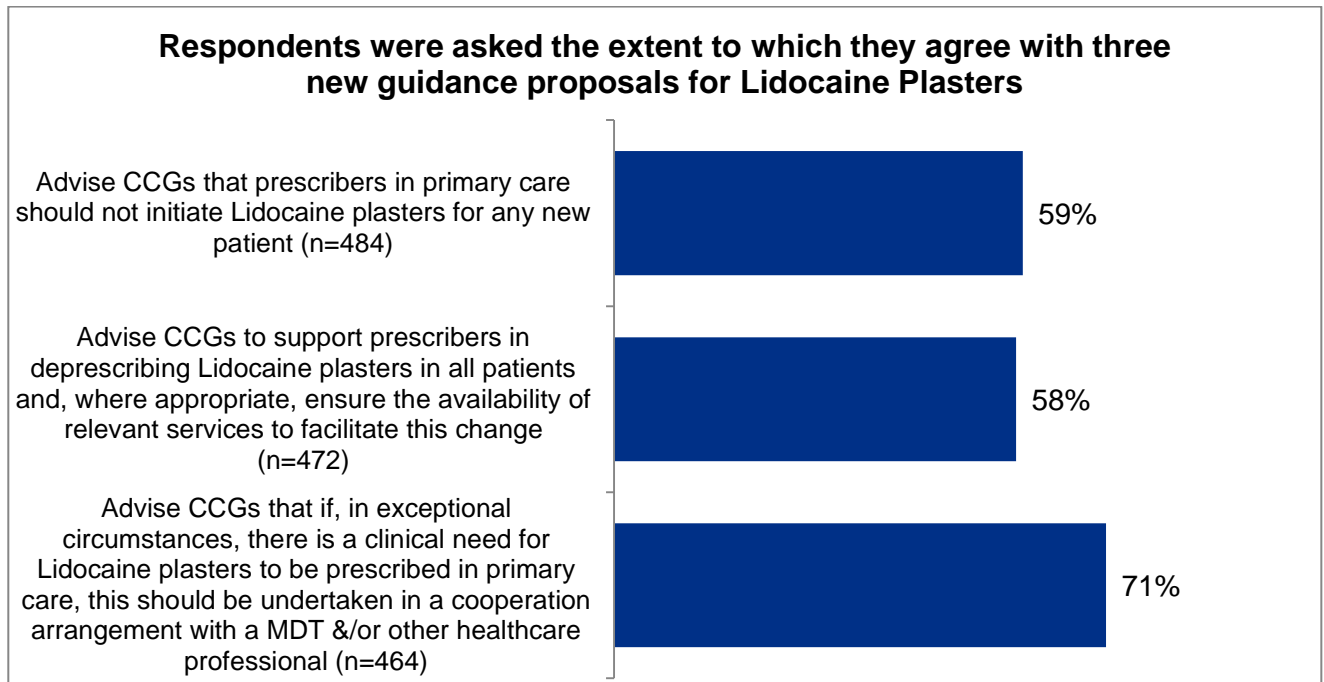 Respondents were asked the extent to which they agree with three
new guidance proposals for Lidocaine Plasters
Advise CCGs that prescribers in primary care
should not initiate Lidocaine plasters for any new
patient (n=484)
59%
Advise CCGs to support prescribers in
deprescribing Lidocaine plasters in all patients
and, where appropriate, ensure the availability of
relevant services to facilitate this change
(n=472)
58%
Advise CCGs that if, in exceptional
circumstances, there is a clinical need for
Lidocaine plasters to be prescribed in primary
care, this should be undertaken in a cooperation
arrangement with a MDT &/or other healthcare
professional (n=464)
71%